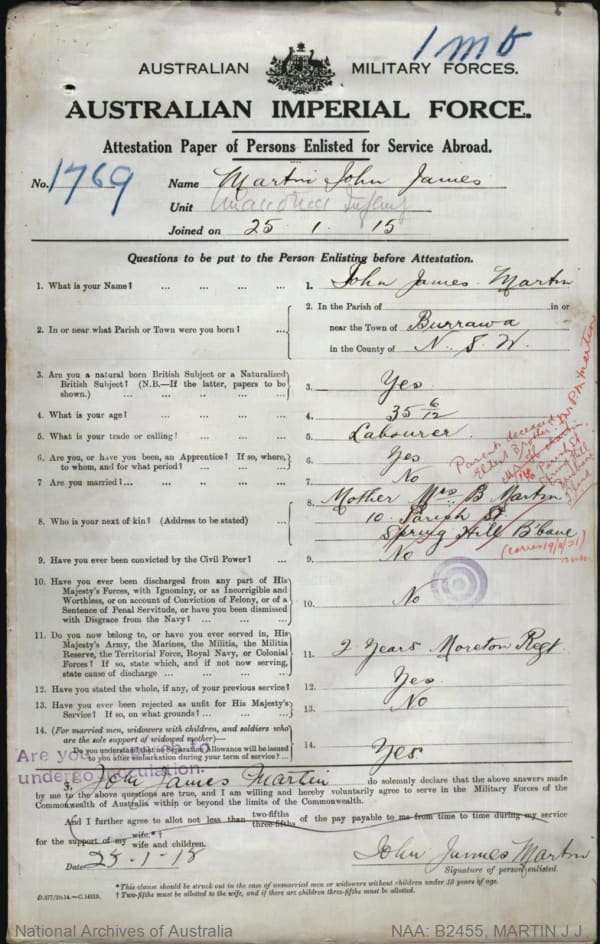 1 MD
AUSTRALIAN MILITARY FORCES.
AUSTRALIAN IMPERIAL FORCE.
Attestation Paper of Persons Enlisted for Service Abroad.
No. 1769
Name Martin John James
Unit
Joined on 25 . 1 . 15
Questions to be put to the Person Enlisting before Attestation.
1. What is your Name? ... ... ... ...
1. John James Martin
2. In or near what Parish or Town were you born? ...
2. In the Parish of in or
near the Town of Burrawa
in the County of N. S. W.
3. Are you a natural born British Subject or a Naturalized
British Subject? (N.B.—If the latter, papers to be
shown.) ... ... ... ... ...
3. Yes
4. What is your age? ... ... ... ...
4. 35 6/12
5. What is your trade or calling? ... ... ...
5. Labourer
6. Are you, or have you been, an Apprentice? If so, where,
to whom, and for what period? ... ... ...
6. Yes
7. Are you married? ... ... ... ...
7. No
8. Who is your next of kin? (Address to be stated) ...
8. Mother Mrs B Martin
10 Parish St
Spring Hill B'bane
Parents deceased
Eldest Brother Mr P. M. Martin
Parish St
Spring Hill
Brisbane
19/9/21
9. Have you ever been convicted by the Civil Power? ...
9. No
10. Have you ever been discharged from any part of His
Majesty's Forces, with Ignominy, or as Incorrigible and
Worthless, or on account of Conviction of Felony, or of a
Sentence of Penal Servitude, or have you been dismissed
with Disgrace from the Navy? ... ... ...
10. No
11. Do you now belong to, or have you ever served in, His
Majesty's Army, the Marines, the Militia, the Militia
Reserve, the Territorial Force, Royal Navy, or Colonial
Forces? If so, state which, and if not now serving,
state cause of discharge ... ... ... ...
11. 2 Years Moreton Regt
12. Have you stated the whole, if any, of your previous service?
12. Yes
13. Have you ever been rejected as unfit for His Majesty's
Service? If so, on what grounds? ... ... ...
13. No
14. (For married men, widowers with children, and soldiers who
are the sole support of widowed mother)—
Do you understand that no Separation Allowance will be issued
to you after embarkation during your term of service? ...
14. Yes
Are you to
undergo inoculation.
John James Martin do solemnly declare that the above answers made
by me to the above questions are true, and I am willing and hereby voluntarily agree to serve in the Military Forces of the
Commonwealth of Australia within or beyond the limits of the Commonwealth.
And I further agree to allot not less than two-fifths three-fifths of the pay payable to me from time to time during my service
for the support of my wife.*† wife and children.
Date 25-1-15
John James Martin
Signature of person enlisted.
*This clause should be struck out in the case of unmarried men or widowers without children under 18 years of age.
† Two-fifths must be allotted to the wife, and if there are children three-fifths must be allotted.
National Archives of Australia
NAA: B2455, MARTIN J J